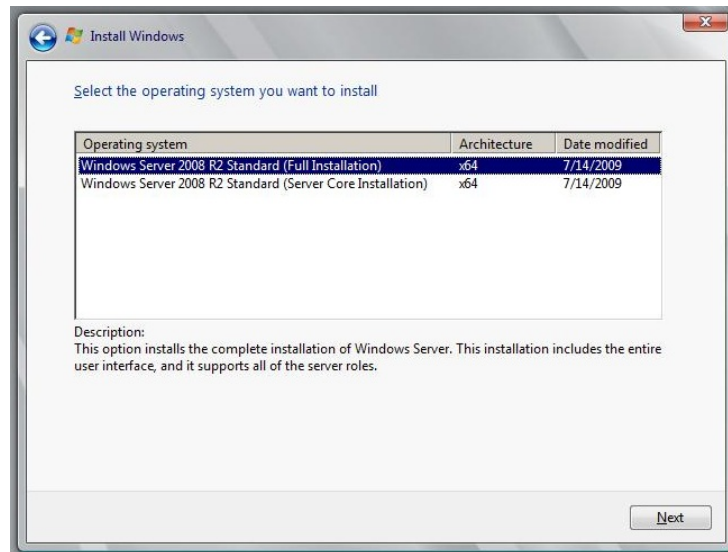 Install Windows
Select the operating system you want to install
Operating system Architecture Date modified
Windows Server 2008 R2 Standard (Full Installation) x64 7/14/2009
Windows Server 2008 R2 Standard (Server Core Installation) x64 7/14/2009
Description:
This option installs the complete installation of Windows Server. This installation includes the entire
user interface, and it supports all of the server roles.
Next